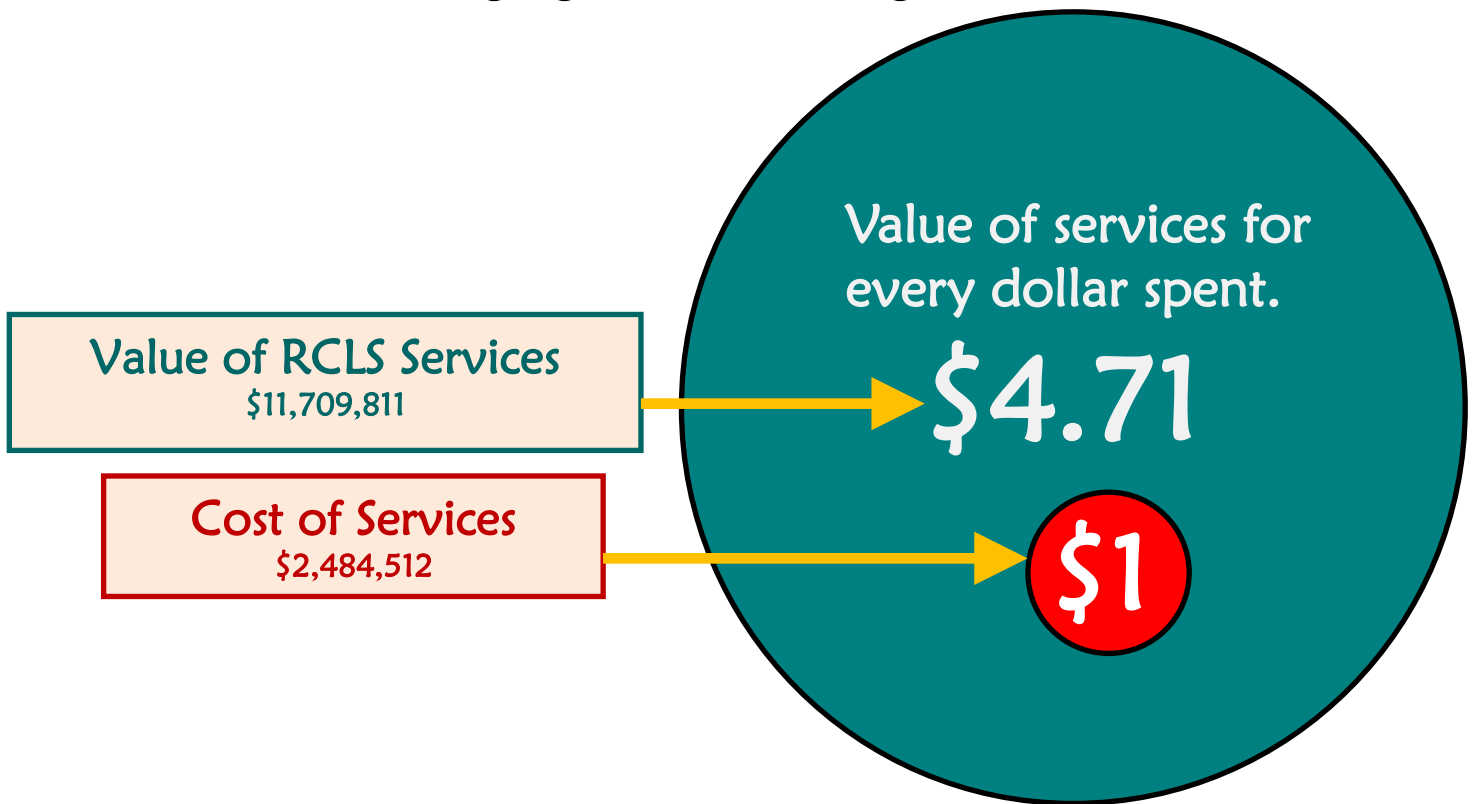 Value of services for
every dollar spent.
Value of RCLS Services
$11,709,811
$4.71
Cost of Services
$2,484,512
$1